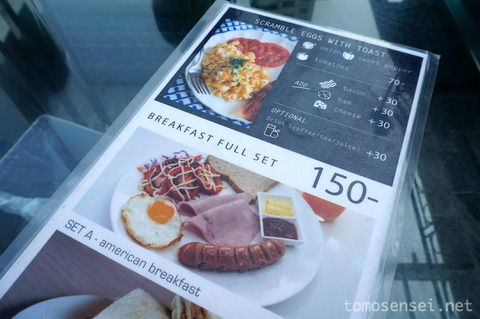 SCRAMBLE EGGS WITH TOAST
onion sweet pepper
tomatoes 70-
ADD bacon +30
ham +30
cheese +30
OPTIONAL
Drink (coffee/tea/juice) +30
BREAKFAST FULL SET 150-
SET A - american breakfast
tomosensei.net